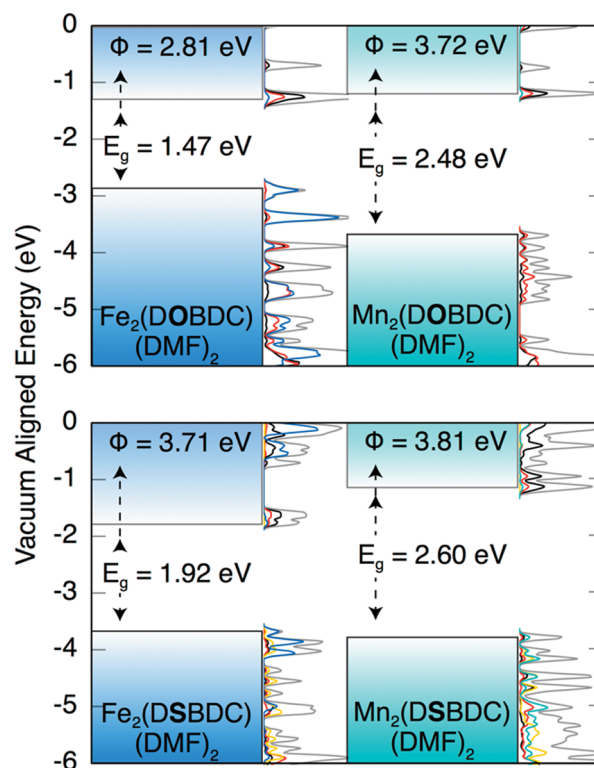 Vacuum Aligned Energy (eV)
0
-1
-2
-3
-4
-5
-6
Φ = 2.81 eV
E_g = 1.47 eV
Fe₂(DOBDC)
(DMF)₂
Φ = 3.72 eV
E_g = 2.48 eV
Mn₂(DOBDC)
(DMF)₂
0
-1
-2
-3
-4
-5
-6
Φ = 3.71 eV
E_g = 1.92 eV
Fe₂(DSBDC)
(DMF)₂
Φ = 3.81 eV
E_g = 2.60 eV
Mn₂(DSBDC)
(DMF)₂